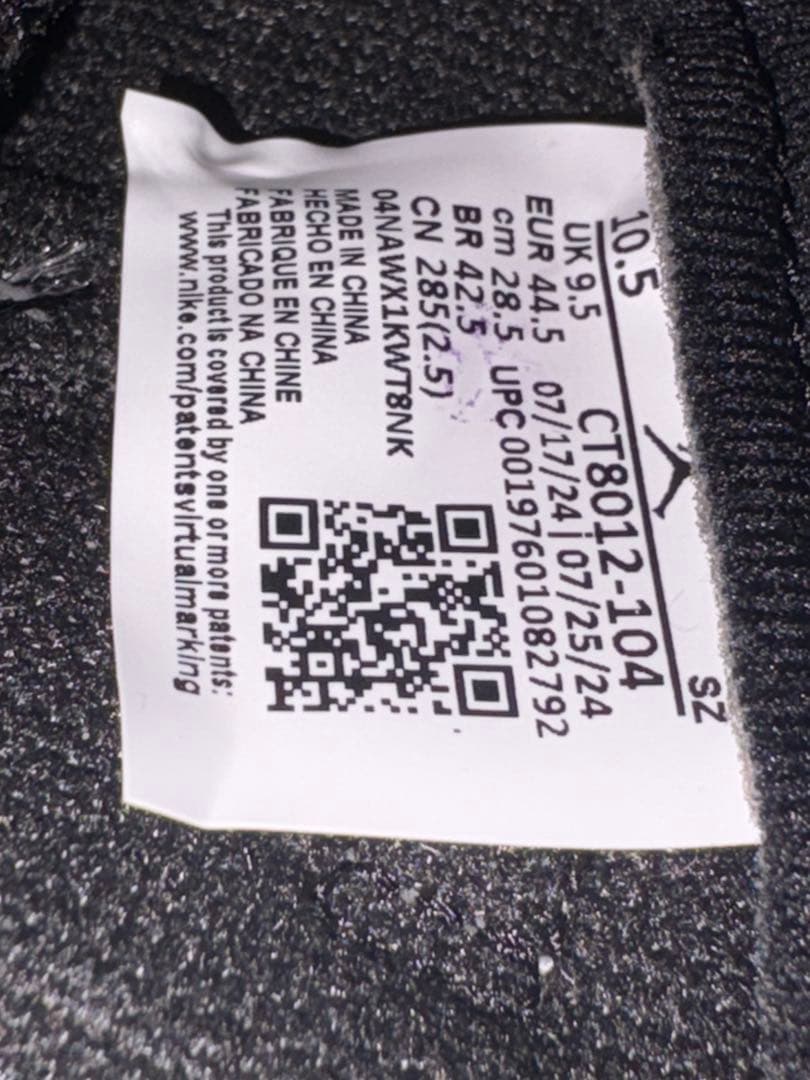 10.5
SZ
UK 9.5 CT8012-104
EUR 44.5 07/17/24 | 07/25/24
cm 28.5 UPC 00197601082792
BR 42.5
CN 285(2.5)
04NAWX1KWT8NK
MADE IN CHINA
HECHO EN CHINA
FABRIQUE EN CHINE
FABRICADO NA CHINA
This product is covered by one or more patents:
www.nike.com/patentsvirtualmarking